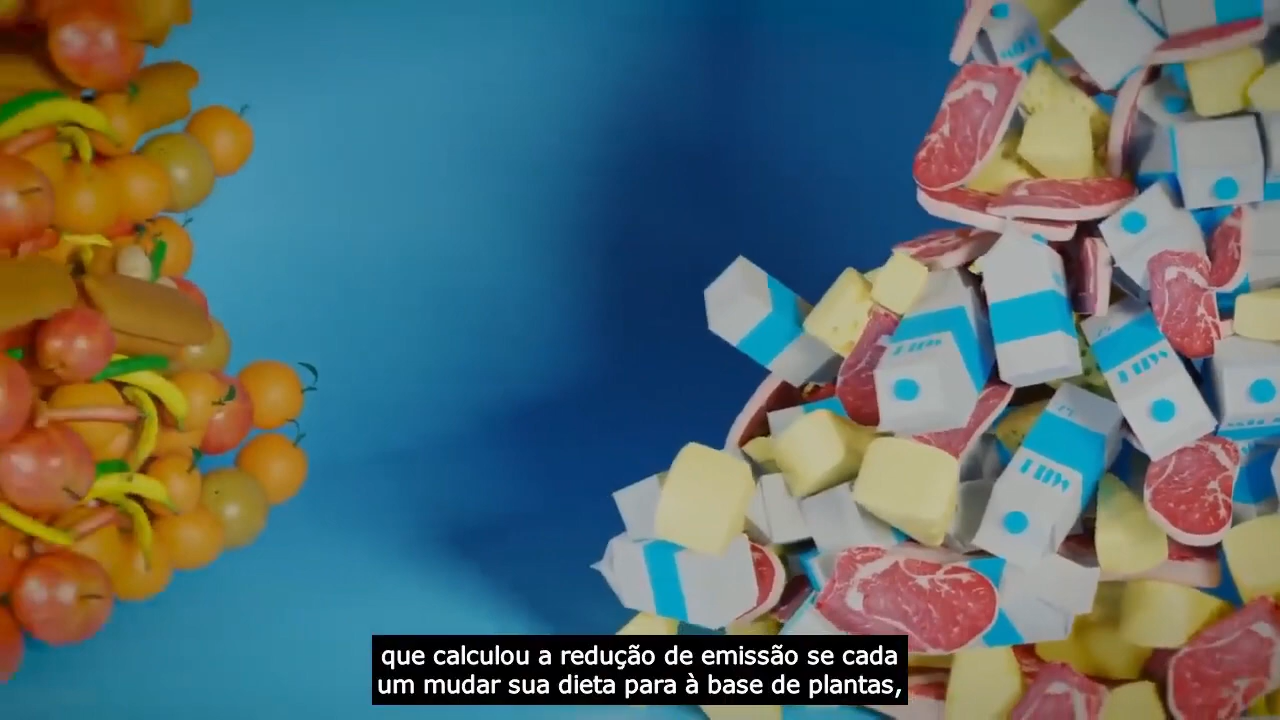 que calculou a redução de emissão se cada
um mudar sua dieta para à base de plantas,